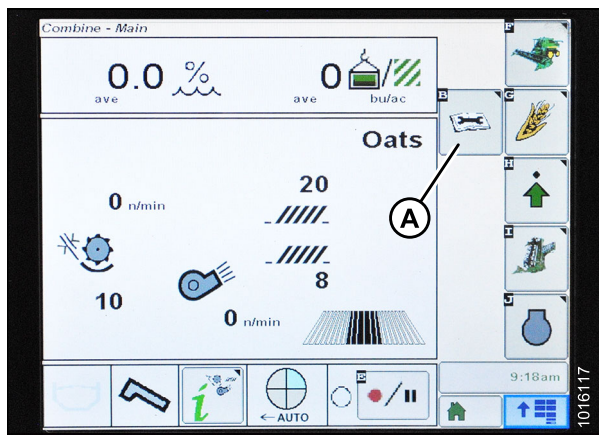 Combine - Main
F
0.0 %
ave
0 /
ave bu/ac
B
G
Oats
A
H
20
0 n/min
I
8
10
0 n/min
J
i
←AUTO
E
/ II
9:18am
1016117